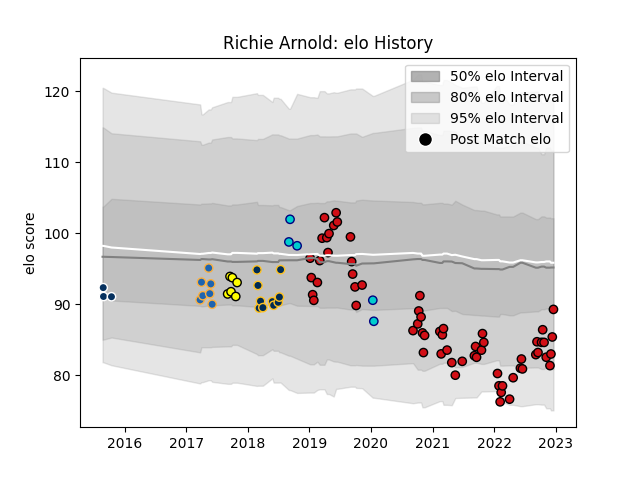 Richie Arnold: elo History
50% elo Interval
80% elo Interval
95% elo Interval
Post Match elo
elo score
120
110
100
90
80
2016 2017 2018 2019 2020 2021 2022 2023